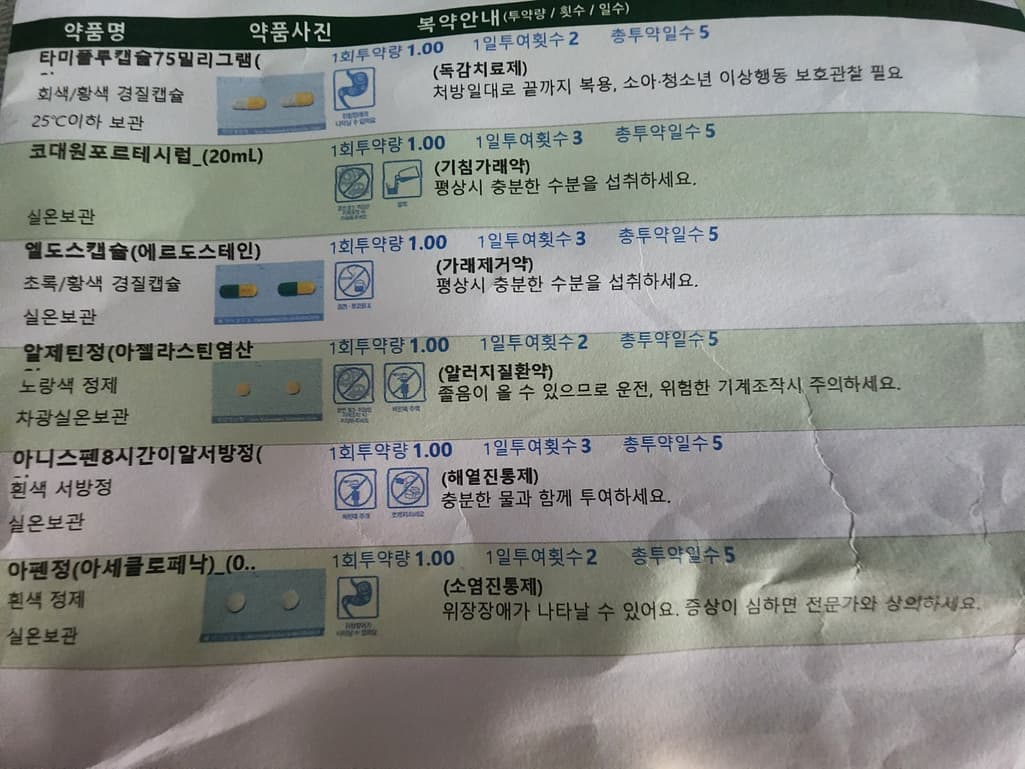 약품명 약품사진 복약안내(투약량 / 횟수 / 일수)
타미플루캡슐75밀리그램( 1회투약량 1.00 1일투여횟수 2 총투약일수 5
(독감치료제)
회색/황색 경질캡슐 처방일대로 끝까지 복용, 소아·청소년 이상행동 보호관찰 필요
25℃이하 보관
코대원포르테시럽_(20mL) 1회투약량 1.00 1일투여횟수 3 총투약일수 5
(기침가래약)
평상시 충분한 수분을 섭취하세요.
실온보관
엘도스캡슐(에르도스테인) 1회투약량 1.00 1일투여횟수 3 총투약일수 5
(가래제거약)
초록/황색 경질캡슐 평상시 충분한 수분을 섭취하세요.
실온보관
알제틴정(아젤라스틴염산 1회투약량 1.00 1일투여횟수 2 총투약일수 5
(알러지질환약)
노랑색 정제 졸음이 올 수 있으므로 운전, 위험한 기계조작시 주의하세요.
차광실온보관
아니스펜8시간이알서방정( 1회투약량 1.00 1일투여횟수 3 총투약일수 5
(해열진통제)
흰색 서방정 충분한 물과 함께 투여하세요.
실온보관
아펜정(아세클로페낙)_(0.. 1회투약량 1.00 1일투여횟수 2 총투약일수 5
(소염진통제)
흰색 정제 위장장애가 나타날 수 있어요. 증상이 심하면 전문가와 상의하세요.
실온보관